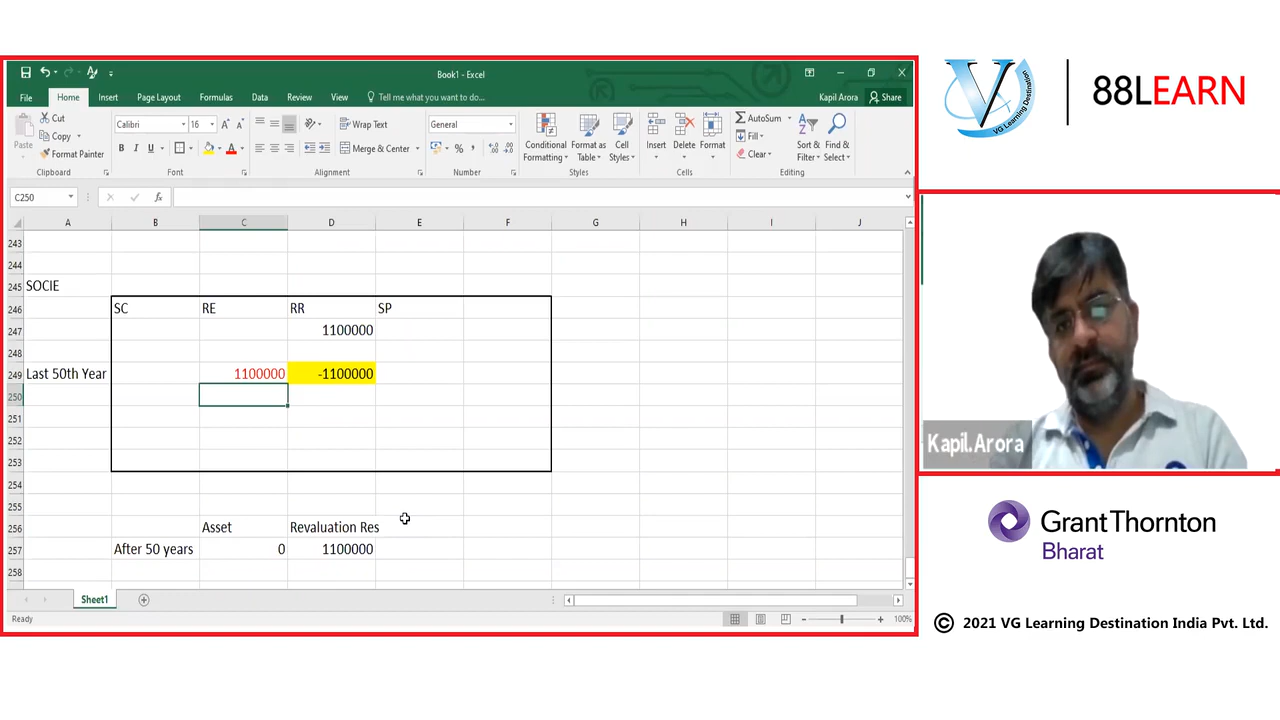 Book1 - Excel
File Home Insert Page Layout Formulas Data Review View Tell me what you want to do... Kapil Arora Share
Paste
Cut
Copy
Format Painter
Clipboard
Calibri 16
B I U
Font
Wrap Text
Merge & Center
Alignment
General
Number
Conditional Formatting
Format as Table
Cell Styles
Styles
Insert Delete Format
Cells
AutoSum
Fill
Clear
Sort & Filter
Find & Select
Editing
C250 fx
A B C D E F G H I J
243
244
245 SOCIE
246 SC RE RR SP
247 1100000
248
249 Last 50th Year 1100000 -1100000
250
251
252
253
254
255
256 Asset Revaluation Res
257 After 50 years 0 1100000
258
Sheet1
Ready 100%
V
VG Learning Destination
88LEARN
Kapil.Arora
GrantThornton
Bharat
© 2021 VG Learning Destination India Pvt. Ltd.